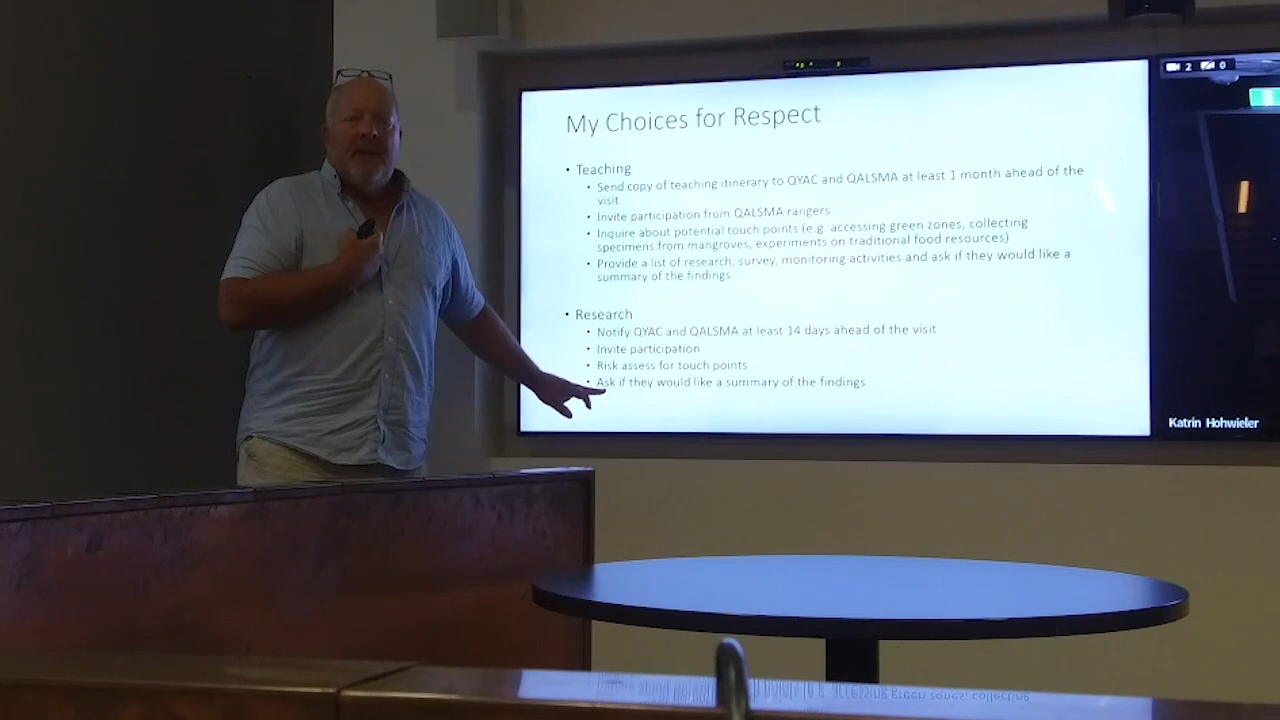 My Choices for Respect
• Teaching
• Send copy of teaching itinerary to QYAC and QALSMA at least 1 month ahead of the
visit
• Invite participation from QALSMA rangers
• Inquire about potential touch points (e.g. accessing green zones, collecting
specimens from mangroves, experiments on traditional food resources)
• Provide a list of research, survey, monitoring activities and ask if they would like a
summary of the findings
• Research
• Notify QYAC and QALSMA at least 14 days ahead of the visit
• Invite participation
• Risk assess for touch points
• Ask if they would like a summary of the findings
2 0
Katrin Hohwieler